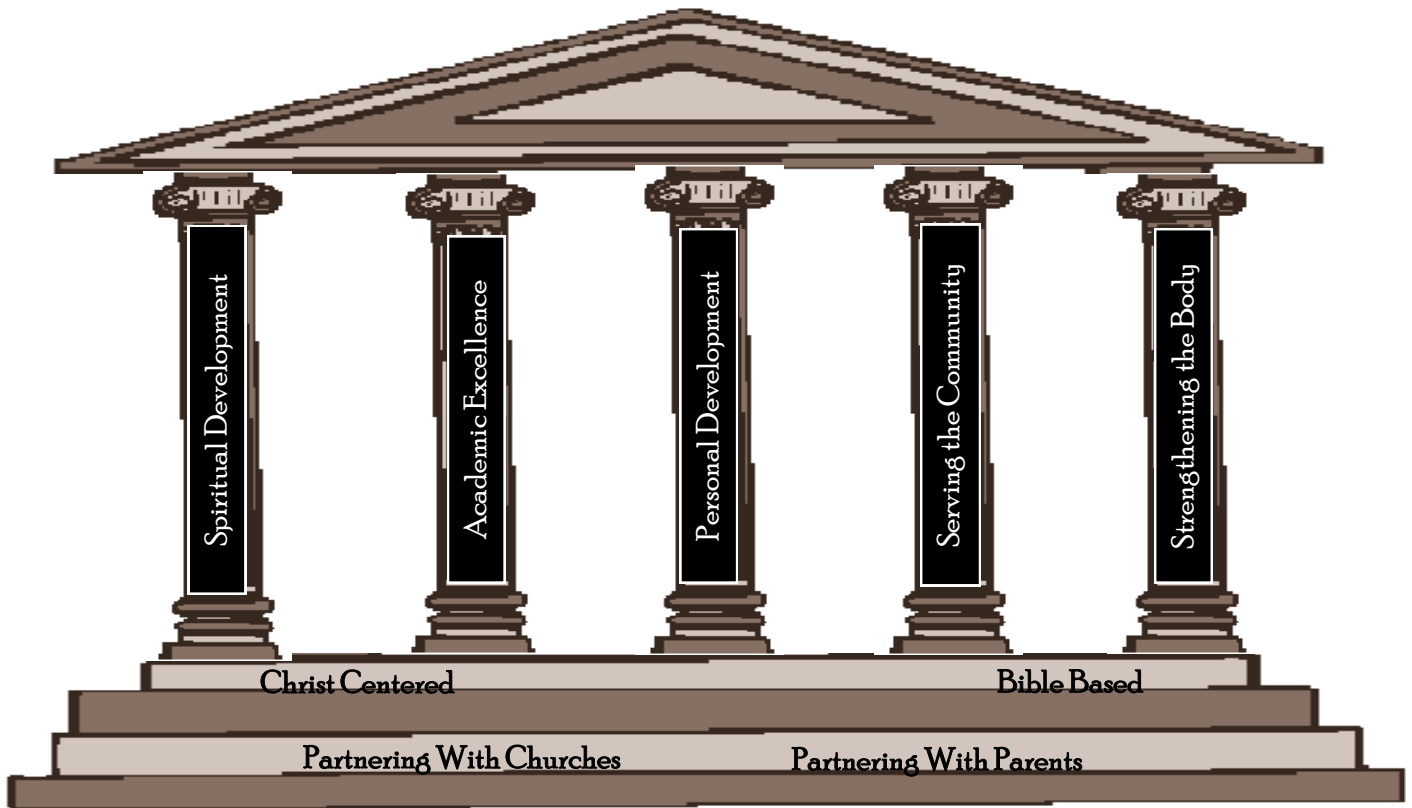 Spiritual Development
Academic Excellence
Personal Development
Serving the Community
Strengthening the Body
Christ Centered
Bible Based
Partnering With Churches
Partnering With Parents